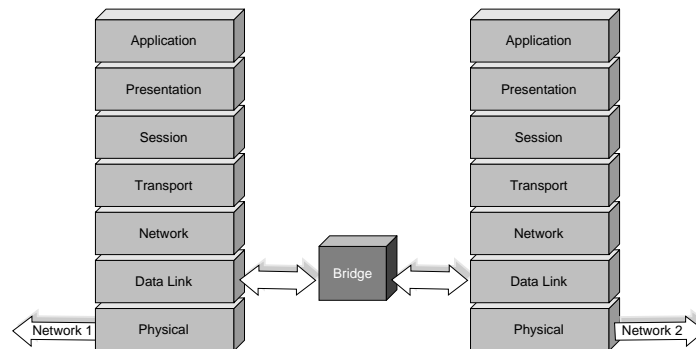 Application
Presentation
Session
Transport
Network
Data Link
Physical
Network 1
Bridge
Application
Presentation
Session
Transport
Network
Data Link
Physical
Network 2